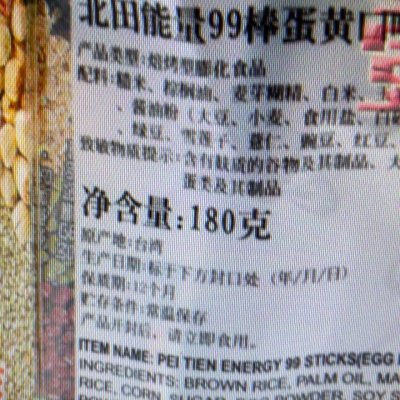 北田能量99棒蛋黄口
产品类型:焙烤型膨化食品
配料:糙米、棕榈油、麦芽糊精、白米、玉
、酱油粉(大豆、小麦、食用盐、白
、绿豆、雪莲子、薏仁、豌豆、红豆、
致敏物质提示:含有麸质的谷物及其制品、大
蛋类及其制品
净含量:180克
原产地:台湾
生产日期:标于下方封口处(年/月/日)
保质期:12个月
贮存条件:常温保存
产品开封后,请立即食用。
ITEM NAME: PEI TIEN ENERGY 99 STICKS(EGG
INGREDIENTS: BROWN RICE, PALM OIL, MA
RICE, CORN, SUGAR, EGG POWDER, SOY S